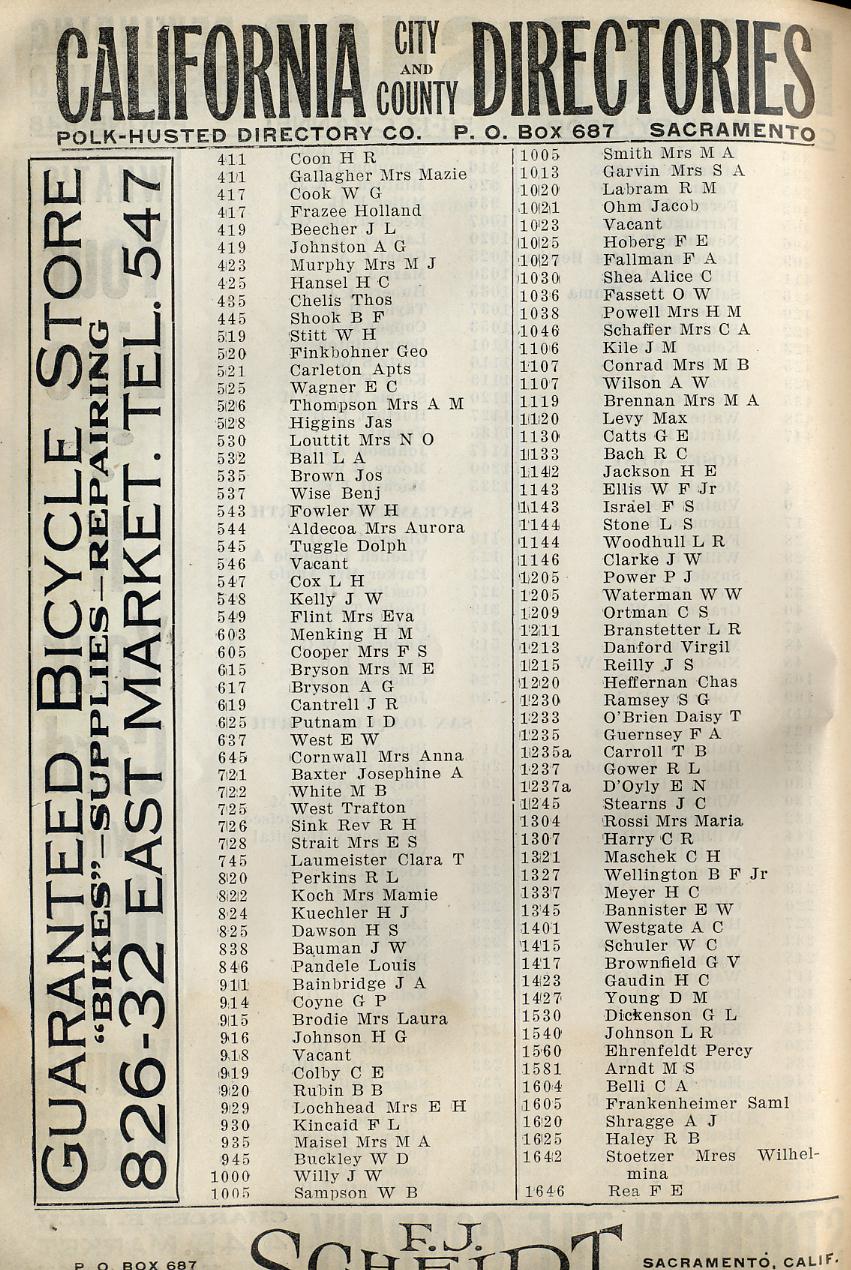 CALIFORNIA CITY AND COUNTY DIRECTORIES
POLK-HUSTED DIRECTORY CO. P. O. BOX 687 SACRAMENTO
GUARANTEED BICYCLE STORE
"BIKES"—SUPPLIES—REPAIRING
826-32 EAST MARKET. TEL. 547
411 Coon H R
411 Gallagher Mrs Mazie
417 Cook W G
417 Frazee Holland
419 Beecher J L
419 Johnston A G
423 Murphy Mrs M J
425 Hansel H C
435 Chelis Thos
445 Shook B F
519 Stitt W H
520 Finkbohner Geo
521 Carleton Apts
525 Wagner E C
526 Thompson Mrs A M
528 Higgins Jas
530 Louttit Mrs N O
532 Ball L A
535 Brown Jos
537 Wise Benj
543 Fowler W H
544 Aldecoa Mrs Aurora
545 Tuggle Dolph
546 Vacant
547 Cox L H
548 Kelly J W
549 Flint Mrs Eva
603 Menking H M
605 Cooper Mrs F S
615 Bryson Mrs M E
617 Bryson A G
619 Cantrell J R
625 Putnam I D
637 West E W
645 Cornwall Mrs Anna
721 Baxter Josephine A
722 White M B
725 West Trafton
726 Sink Rev R H
728 Strait Mrs E S
745 Laumeister Clara T
820 Perkins R L
822 Koch Mrs Mamie
824 Kuechler H J
825 Dawson H S
838 Bauman J W
846 Pandele Louis
911 Bainbridge J A
914 Coyne G P
915 Brodie Mrs Laura
916 Johnson H G
918 Vacant
919 Colby C E
920 Rubin B B
929 Lochhead Mrs E H
930 Kincaid F L
935 Maisel Mrs M A
945 Buckley W D
1000 Willy J W
1005 Sampson W B
1005 Smith Mrs M A
1013 Garvin Mrs S A
1020 Labram R M
1021 Ohm Jacob
1023 Vacant
1025 Hoberg F E
1027 Fallman F A
1030 Shea Alice C
1036 Fassett O W
1038 Powell Mrs H M
1046 Schaffer Mrs C A
1106 Kile J M
1107 Conrad Mrs M B
1107 Wilson A W
1119 Brennan Mrs M A
1120 Levy Max
1130 Catts G E
1133 Bach R C
1142 Jackson H E
1143 Ellis W F Jr
1143 Israel F S
1144 Stone L S
1144 Woodhull L R
1146 Clarke J W
1205 Power P J
1205 Waterman W W
1209 Ortman C S
1211 Branstetter L R
1213 Danford Virgil
1215 Reilly J S
1220 Heffernan Chas
1230 Ramsey S G
1233 O'Brien Daisy T
1235 Guernsey F A
1235a Carroll T B
1237 Gower R L
1237a D'Oyly E N
1245 Stearns J C
1304 Rossi Mrs Maria
1307 Harry C R
1321 Maschek C H
1327 Wellington B F Jr
1337 Meyer H C
1345 Bannister E W
1401 Westgate A C
1415 Schuler W C
1417 Brownfield G V
1423 Gaudin H C
1427 Young D M
1530 Dickenson G L
1540 Johnson L R
1560 Ehrenfeldt Percy
1581 Arndt M S
1604 Belli C A
1605 Frankenheimer Saml
1620 Shragge A J
1625 Haley R B
1642 Stoetzer Mres Wilhel-
mina
1646 Rea F E
F. J.
P. O. BOX 687 SCHEIDT SACRAMENTO, CALIF.